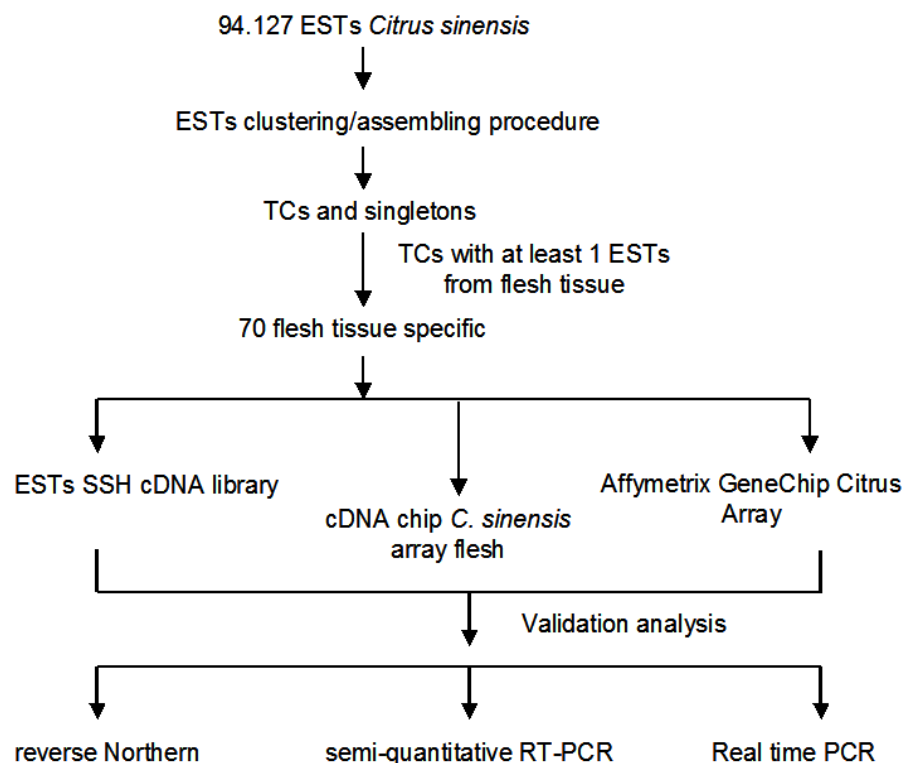 94.127 ESTs Citrus sinensis
ESTs clustering/assembling procedure
TCs and singletons
TCs with at least 1 ESTs
from flesh tissue
70 flesh tissue specific
ESTs SSH cDNA library
cDNA chip C. sinensis
array flesh
Affymetrix GeneChip Citrus
Array
Validation analysis
reverse Northern
semi-quantitative RT-PCR
Real time PCR